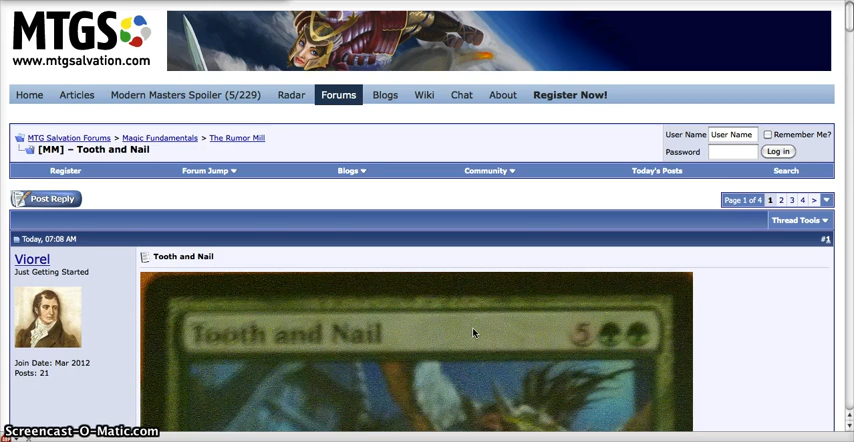 MTGS
www.mtgsalvation.com
Home Articles Modern Masters Spoiler (5/229) Radar Forums Blogs Wiki Chat About Register Now!
MTG Salvation Forums > Magic Fundamentals > The Rumor Mill
[MM] – Tooth and Nail
User Name User Name Remember Me?
Password Log in
Register Forum Jump Blogs Community Today's Posts Search
Post Reply
Page 1 of 4 1 2 3 4 >
Thread Tools
Today, 07:08 AM #1
Viorel
Just Getting Started
Tooth and Nail
Tooth and Nail 5
Join Date: Mar 2012
Posts: 21
Screencast-O-Matic.com